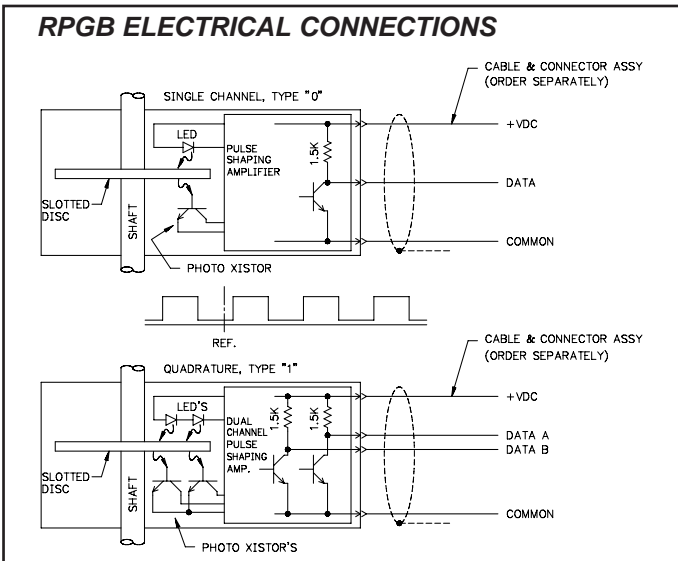 RPGB ELECTRICAL CONNECTIONS
CABLE & CONNECTOR ASSY
(ORDER SEPARATELY)
SINGLE CHANNEL, TYPE "0"
+VDC
LED
PULSE
SHAPING
AMPLIFIER
1.5K
DATA
SLOTTED
DISC
SHAFT
COMMON
PHOTO XISTOR
REF.
CABLE & CONNECTOR ASSY
(ORDER SEPARATELY)
QUADRATURE, TYPE "1"
+VDC
LED'S
DUAL
CHANNEL
PULSE
SHAPING
AMP.
1.5K
1.5K
DATA A
DATA B
SLOTTED
DISC
SHAFT
COMMON
PHOTO XISTOR'S